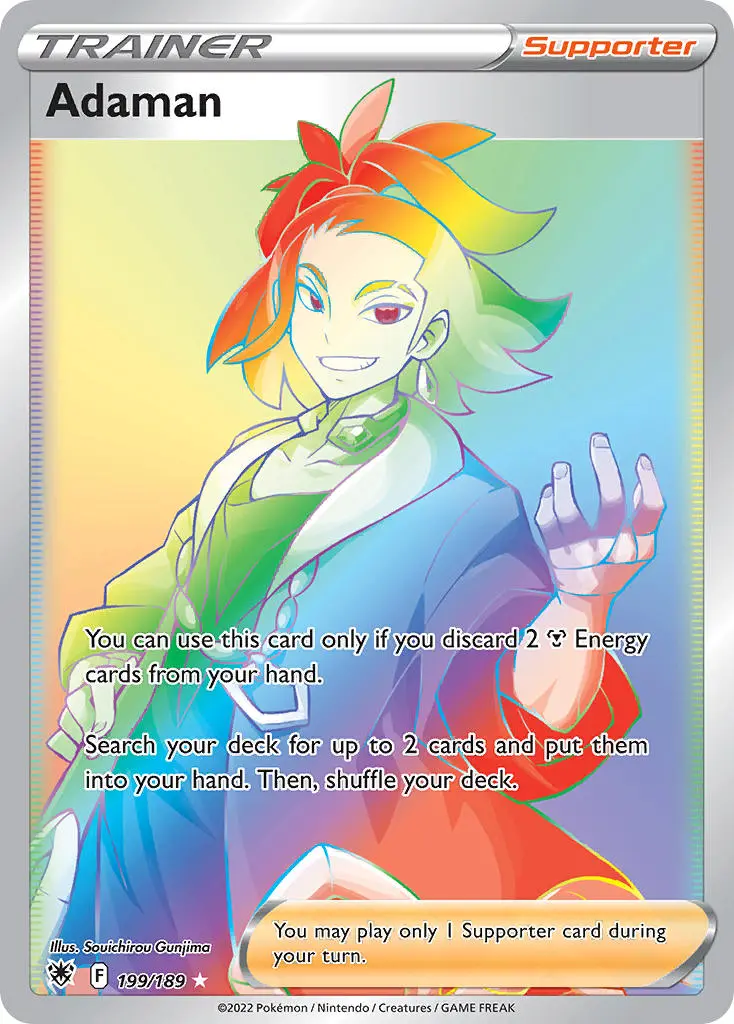 TRAINER Supporter
Adaman
You can use this card only if you discard 2 Energy
cards from your hand.
Search your deck for up to 2 cards and put them
into your hand. Then, shuffle your deck.
You may play only 1 Supporter card during
your turn.
Illus. Souichirou Gunjima
F 199/189 ★
©2022 Pokémon / Nintendo / Creatures / GAME FREAK